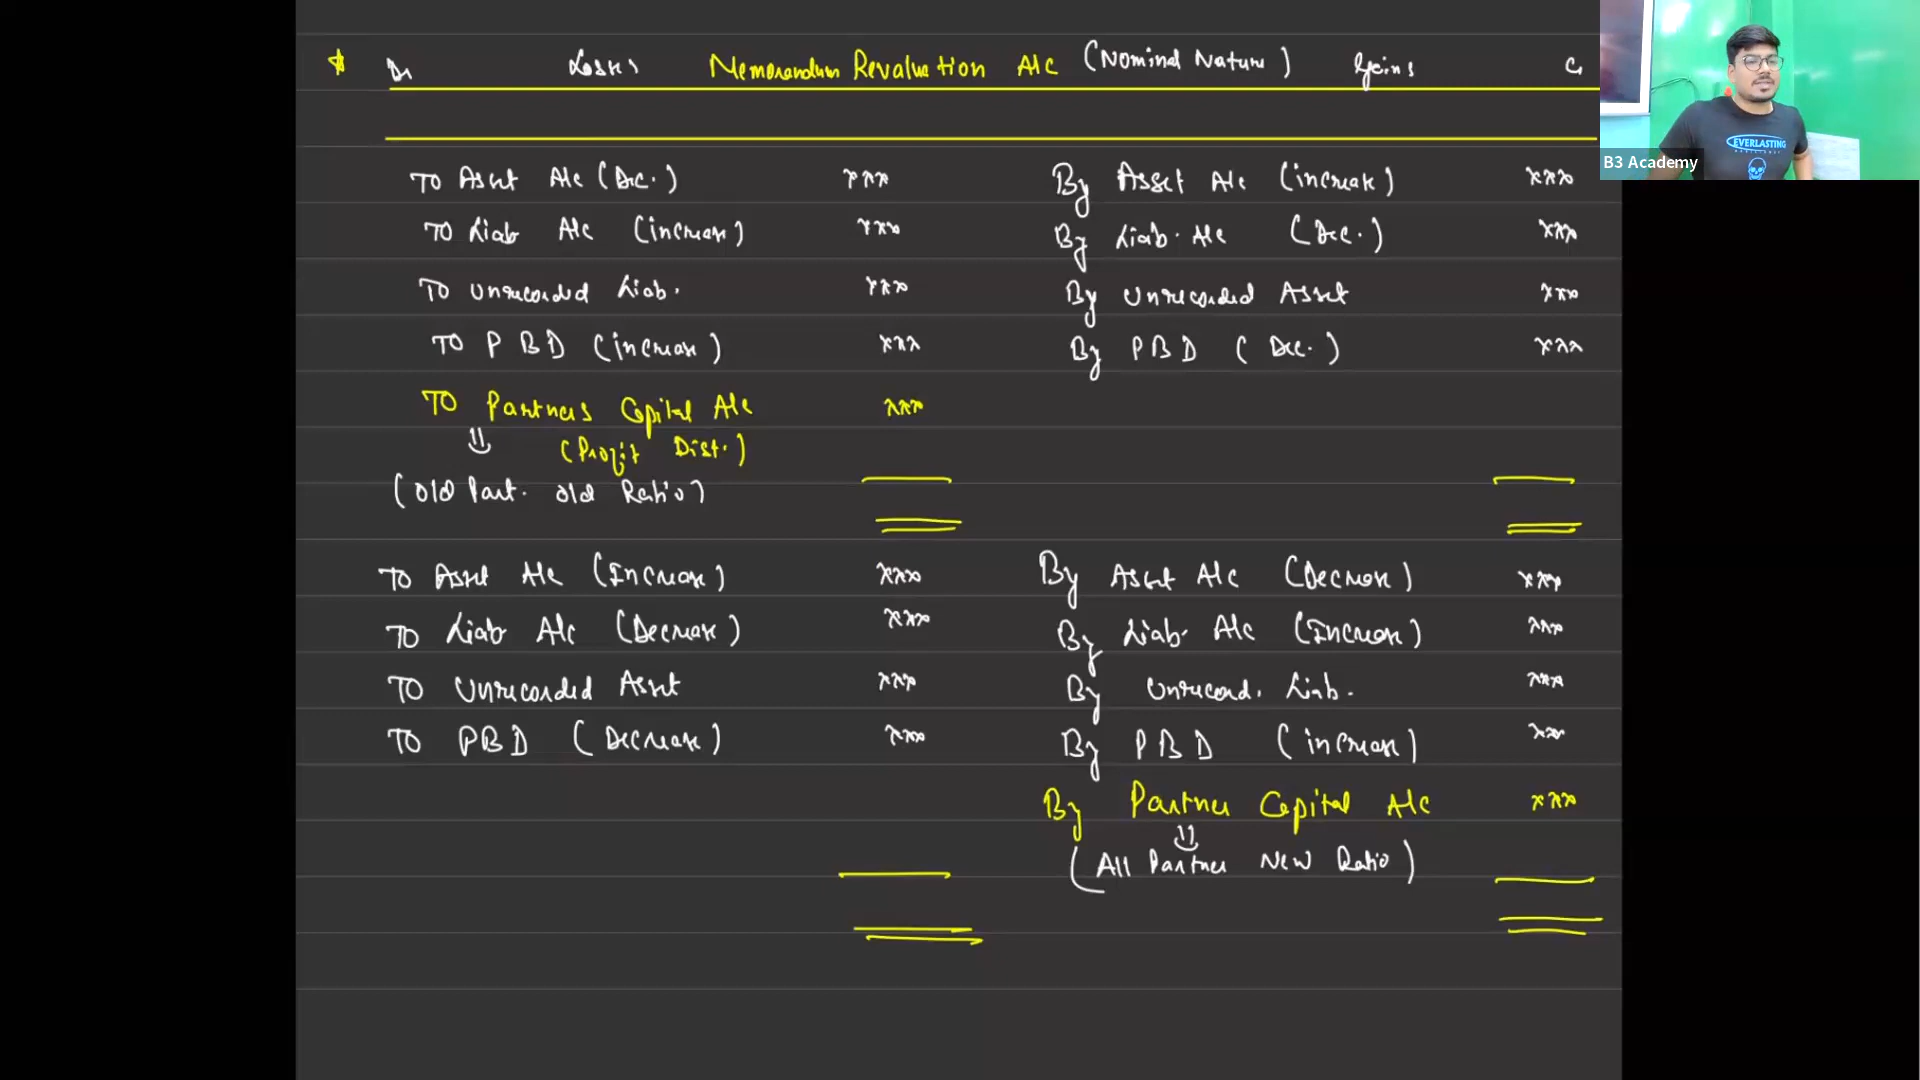 $ Dr Losses Memorandum Revaluation A/c (Nominal Nature) Gains Cr
To Asset A/c (Dec.) xxx By Asset A/c (increase) xxx
To Liab A/c (increase) xxx By Liab. A/c (Dec.) xxx
To unrecorded Liab. xxx By unrecorded Asset xxx
To PBD (increase) xxx By PBD (Dec.) xxx
To Partners Capital A/c xxx
(Profit Dist.)
(old Part. old Ratio)
To Asset A/c (Increase) xxx By Asset A/c (Decrease) xxx
To Liab A/c (Decrease) xxx By Liab. A/c (Increase) xxx
To Unrecorded Asset xxx By unrecord. Liab. xxx
To PBD (Decrease) xxx By PBD (increase) xxx
By Partner Capital A/c xxx
(All Partner New Ratio)
EVERLASTING
B3 Academy